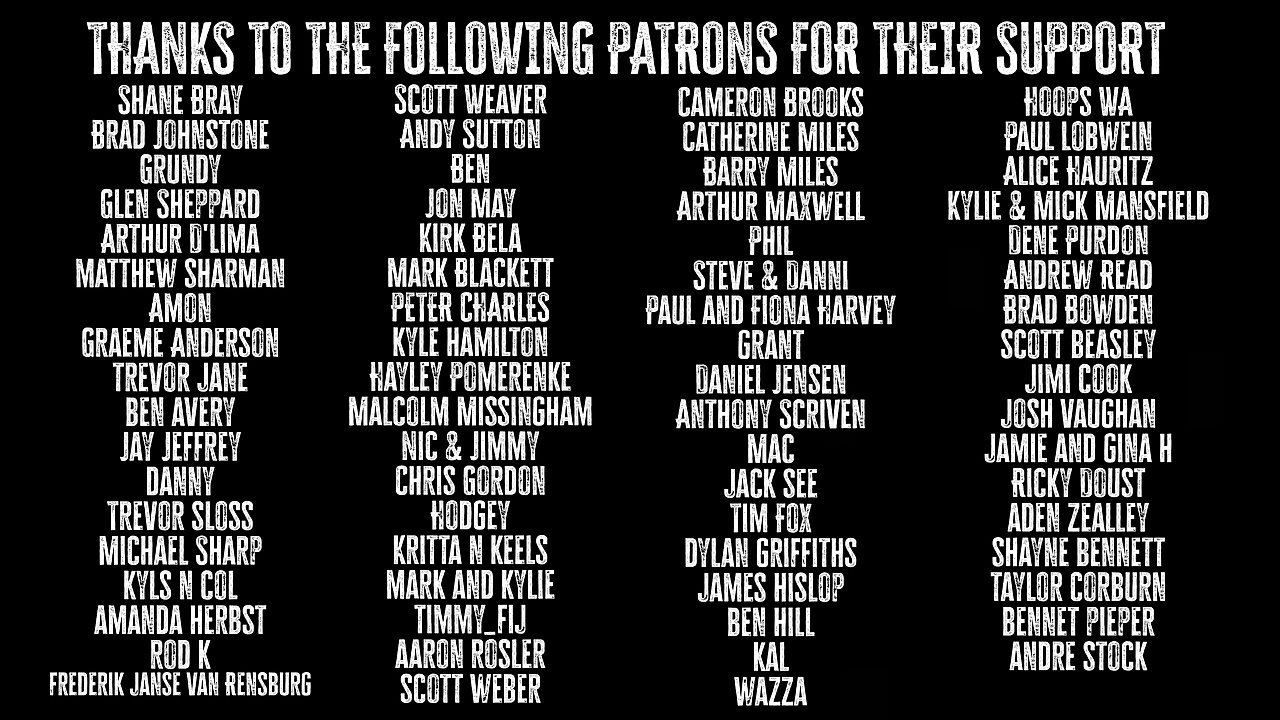 THANKS TO THE FOLLOWING PATRONS FOR THEIR SUPPORT
SHANE BRAY
BRAD JOHNSTONE
GRUNDY
GLEN SHEPPARD
ARTHUR D'LIMA
MATTHEW SHARMAN
AMON
GRAEME ANDERSON
TREVOR JANE
BEN AVERY
JAY JEFFREY
DANNY
TREVOR SLOSS
MICHAEL SHARP
KYLS N COL
AMANDA HERBST
ROD K
FREDERIK JANSE VAN RENSBURG
SCOTT WEAVER
ANDY SUTTON
BEN
JON MAY
KIRK BELA
MARK BLACKETT
PETER CHARLES
KYLE HAMILTON
HAYLEY POMERENKE
MALCOLM MISSINGHAM
NIC & JIMMY
CHRIS GORDON
HODGEY
KRITTA N KEELS
MARK AND KYLIE
TIMMY_FIJ
AARON ROSLER
SCOTT WEBER
CAMERON BROOKS
CATHERINE MILES
BARRY MILES
ARTHUR MAXWELL
PHIL
STEVE & DANNI
PAUL AND FIONA HARVEY
GRANT
DANIEL JENSEN
ANTHONY SCRIVEN
MAC
JACK SEE
TIM FOX
DYLAN GRIFFITHS
JAMES HISLOP
BEN HILL
KAL
WAZZA
HOOPS WA
PAUL LOBWEIN
ALICE HAURITZ
KYLIE & MICK MANSFIELD
DENE PURDON
ANDREW READ
BRAD BOWDEN
SCOTT BEASLEY
JIMI COOK
JOSH VAUGHAN
JAMIE AND GINA H
RICKY DOUST
ADEN ZEALLEY
SHAYNE BENNETT
TAYLOR CORBURN
BENNET PIEPER
ANDRE STOCK